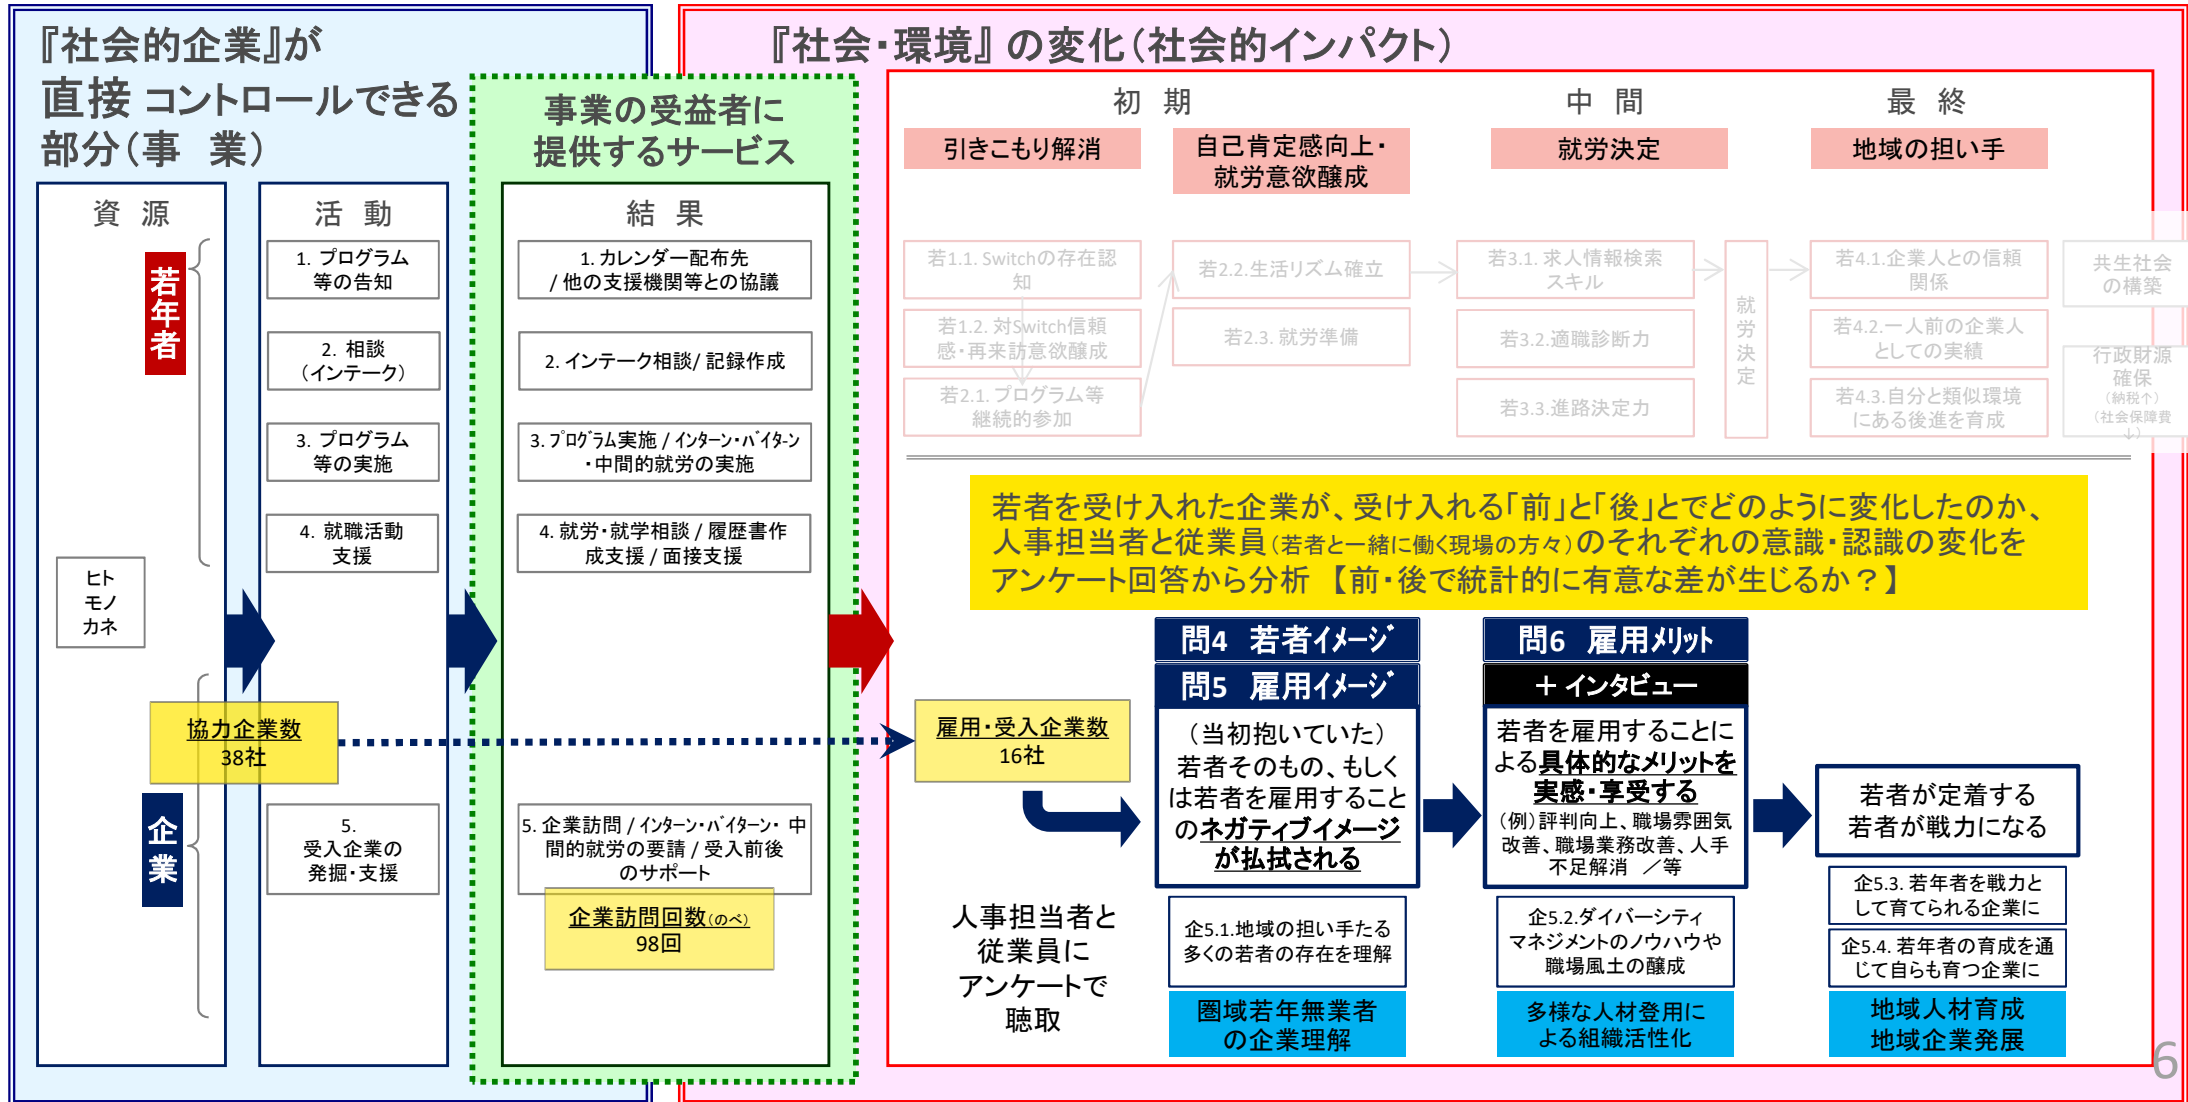 『社会的企業』が
直接 コントロールできる
部分(事　業)
『社会・環境』の変化(社会的インパクト)
事業の受益者に
提供するサービス
資　源
活　動
結　果
初　期
中　間
最　終
引きこもり解消
自己肯定感向上・
就労意欲醸成
就労決定
地域の担い手
若年者
1. プログラム
等の告知
2. 相談
(インテーク)
3. プログラム
等の実施
4. 就職活動
支援
ヒト
モノ
カネ
1. カレンダー配布先
/ 他の支援機関等との協議
2. インテーク相談/ 記録作成
3. プログラム実施 / インターン・バイターン
・中間的就労の実施
4. 就労・就学相談 / 履歴書作
成支援 / 面接支援
若1.1. Switchの存在認
知
若1.2. 対Switch信頼
感・再来訪意欲醸成
若2.1. プログラム等
継続的参加
若2.2.生活リズム確立
若2.3. 就労準備
若3.1. 求人情報検索
スキル
若3.2.適職診断力
若3.3.進路決定力
就労決定
若4.1.企業人との信頼
関係
若4.2.一人前の企業人
としての実績
若4.3.自分と類似環境
にある後進を育成
共生社会
の構築
行政財源
確保
(納税↑)
(社会保障費
↓)
若者を受け入れた企業が、受け入れる「前」と「後」とでどのように変化したのか、
人事担当者と従業員(若者と一緒に働く現場の方々)のそれぞれの意識・認識の変化を
アンケート回答から分析 【前・後で統計的に有意な差が生じるか？】
協力企業数
38社
企業
5.
受入企業の
発掘・支援
5. 企業訪問 / インターン・バイターン・ 中
間的就労の要請 / 受入前後
のサポート
企業訪問回数(のべ)
98回
雇用・受入企業数
16社
人事担当者と
従業員に
アンケートで
聴取
問4　若者イメージ
問5　雇用イメージ
(当初抱いていた)
若者そのもの、もしく
は若者を雇用すること
のネガティブイメージ
が払拭される
企5.1.地域の担い手たる
多くの若者の存在を理解
圏域若年無業者
の企業理解
問6　雇用メリット
＋ インタビュー
若者を雇用することに
よる具体的なメリットを
実感・享受する
(例)評判向上、職場雰囲気
改善、職場業務改善、人手
不足解消　／等
企5.2.ダイバーシティ
マネジメントのノウハウや
職場風土の醸成
多様な人材登用に
よる組織活性化
若者が定着する
若者が戦力になる
企5.3. 若年者を戦力と
して育てられる企業に
企5.4. 若年者の育成を通
じて自らも育つ企業に
地域人材育成
地域企業発展
6